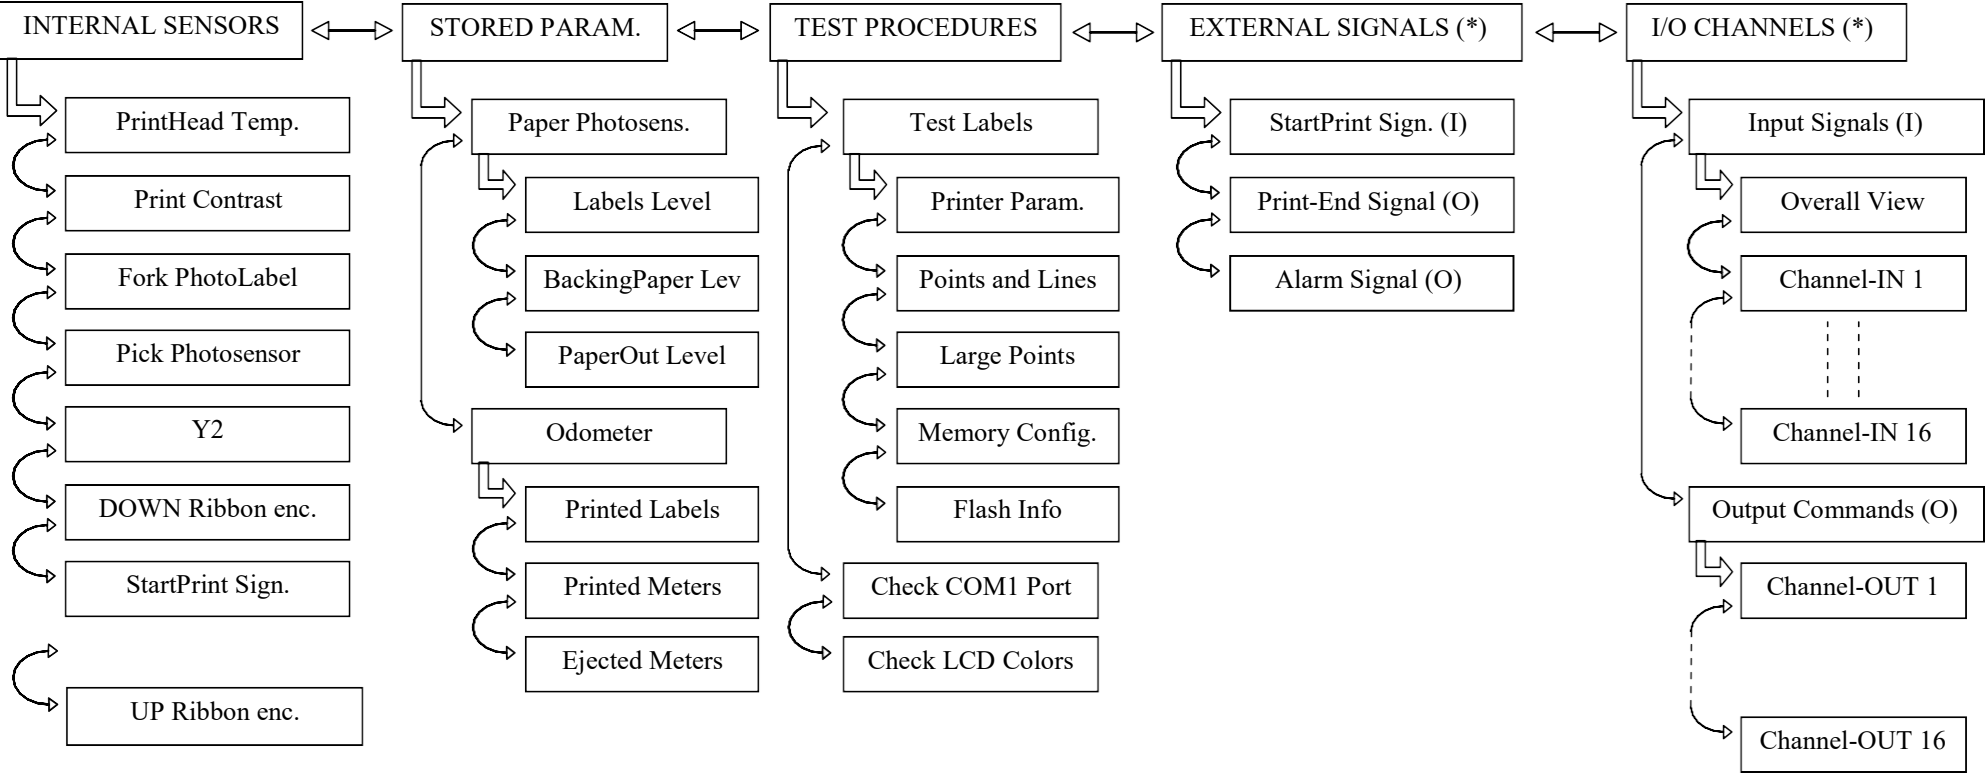 INTERNAL SENSORS
STORED PARAM.
TEST PROCEDURES
EXTERNAL SIGNALS (*)
I/O CHANNELS (*)
PrintHead Temp.
Print Contrast
Fork PhotoLabel
Pick Photosensor
Y2
DOWN Ribbon enc.
StartPrint Sign.
UP Ribbon enc.
Paper Photosens.
Labels Level
BackingPaper Lev
PaperOut Level
Odometer
Printed Labels
Printed Meters
Ejected Meters
Test Labels
Printer Param.
Points and Lines
Large Points
Memory Config.
Flash Info
Check COM1 Port
Check LCD Colors
StartPrint Sign. (I)
Print-End Signal (O)
Alarm Signal (O)
Input Signals (I)
Overall View
Channel-IN 1
Channel-IN 16
Output Commands (O)
Channel-OUT 1
Channel-OUT 16